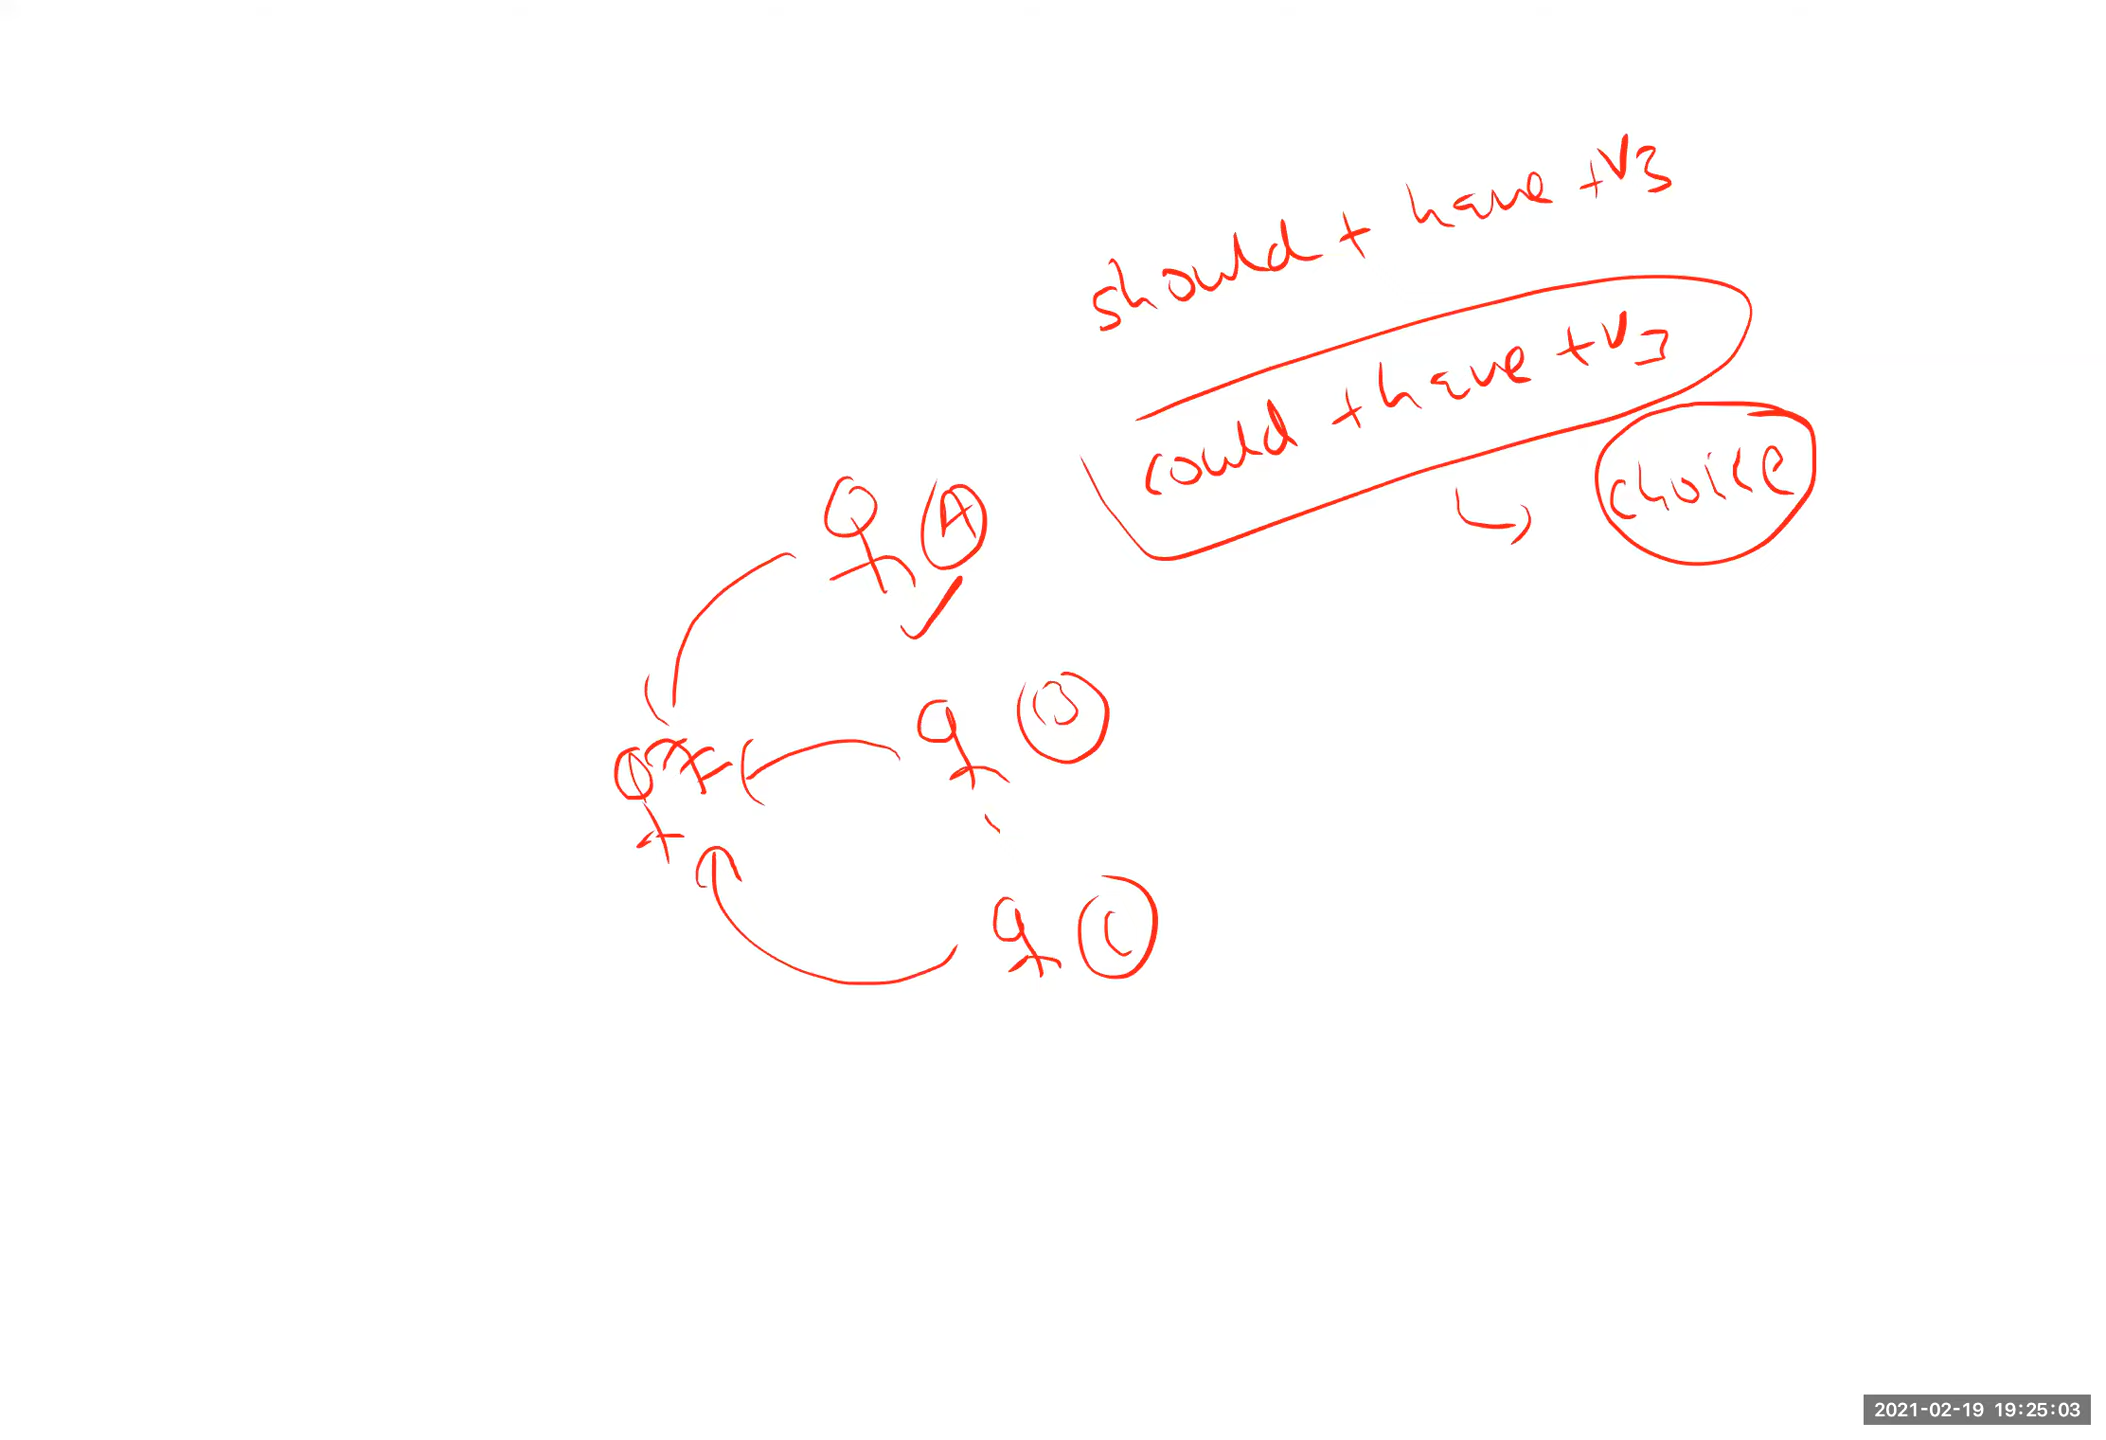 should + have + V3
could + have + V3
choice
A
B
C
2021-02-19 19:25:03